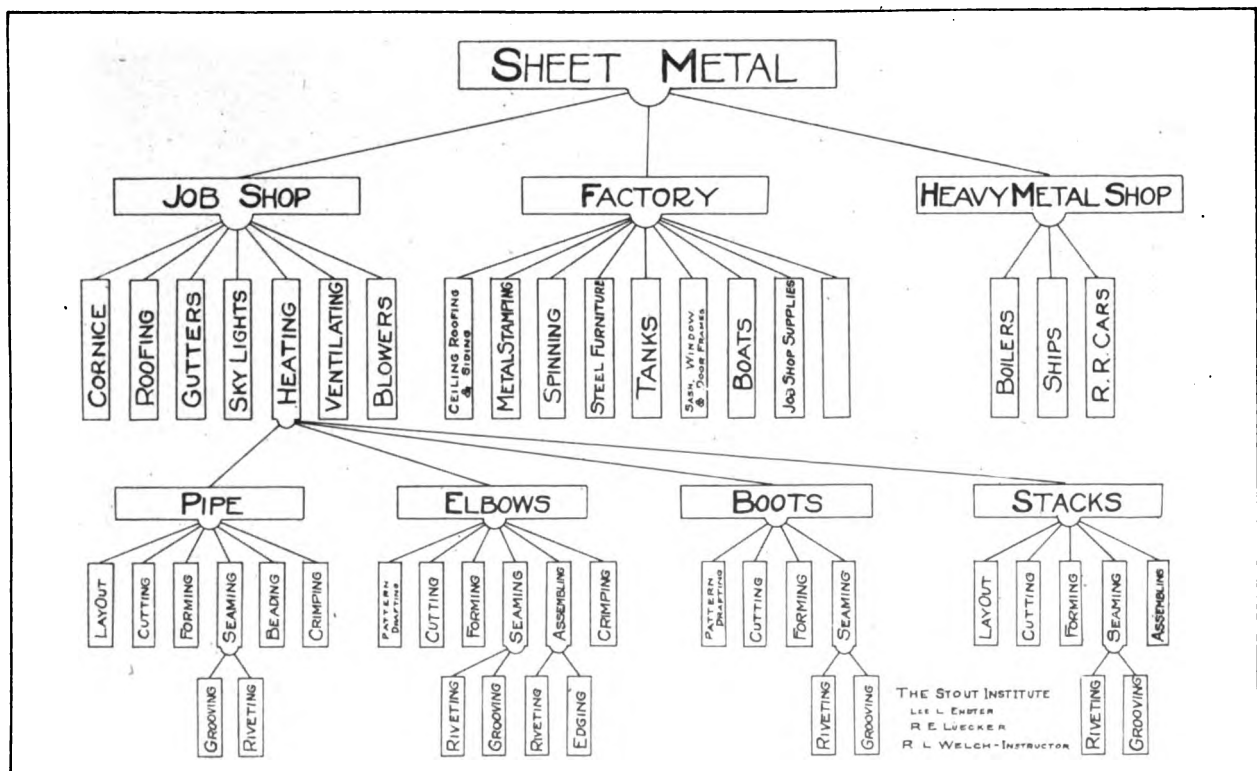 SHEET METAL
JOB SHOP
FACTORY
HEAVY METAL SHOP
CORNICE
ROOFING
GUTTERS
SKY LIGHTS
HEATING
VENTILATING
BLOWERS
CEILING ROOFING
& SIDING
METAL STAMPING
SPINNING
STEEL FURNITURE
TANKS
SASH, WINDOW
& DOOR FRAMES
BOATS
JOB SHOP SUPPLIES
BOILERS
SHIPS
R. R. CARS
PIPE
ELBOWS
BOOTS
STACKS
LAYOUT
CUTTING
FORMING
SEAMING
BEADING
CRIMPING
PATTERN
DRAFTING
CUTTING
FORMING
SEAMING
ASSEMBLING
CRIMPING
PATTERN
DRAFTING
CUTTING
FORMING
SEAMING
LAYOUT
CUTTING
FORMING
SEAMING
ASSEMBLING
GROOVING
RIVETING
RIVETING
GROOVING
RIVETING
EDGING
RIVETING
GROOVING
RIVETING
GROOVING
THE STOUT INSTITUTE
LEE L ENDTER
R E LUECKER
R L WELCH-INSTRUCTOR